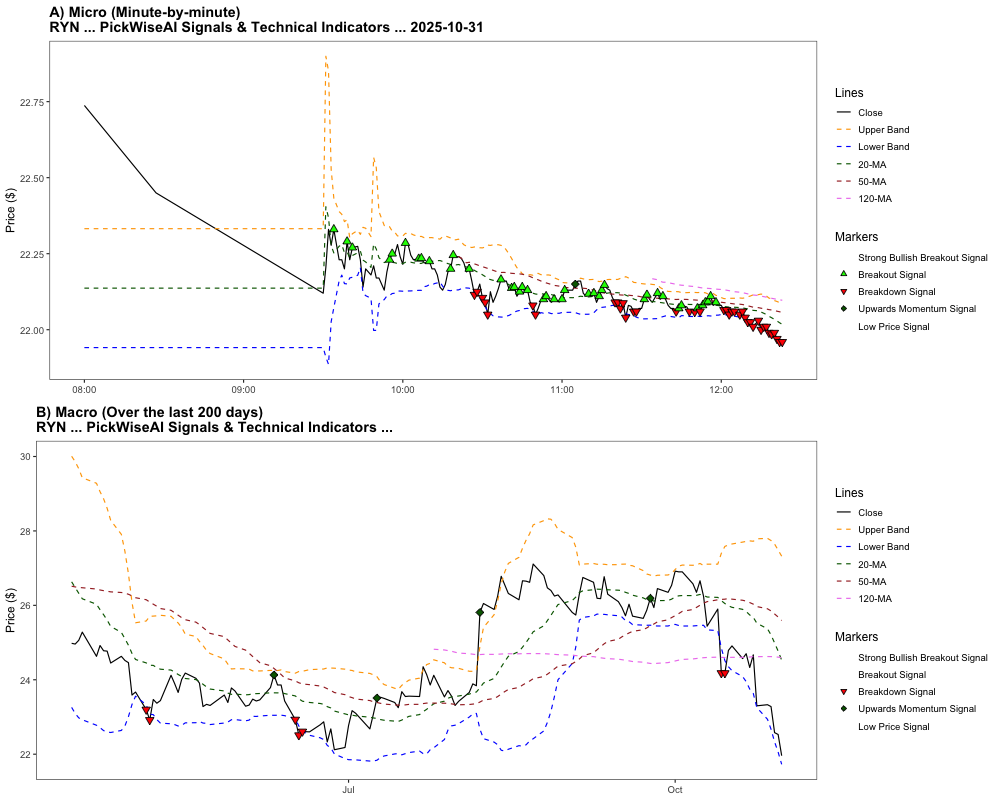 A) Micro (Minute-by-minute)
RYN ... PickWiseAI Signals & Technical Indicators ... 2025-10-31
Price ($)
22.75
22.50
22.25
22.00
08:00
09:00
10:00
11:00
12:00
Lines
Close
Upper Band
Lower Band
20-MA
50-MA
120-MA
Markers
Strong Bullish Breakout Signal
Breakout Signal
Breakdown Signal
Upwards Momentum Signal
Low Price Signal
B) Macro (Over the last 200 days)
RYN ... PickWiseAI Signals & Technical Indicators ...
Price ($)
30
28
26
24
22
Jul
Oct
Lines
Close
Upper Band
Lower Band
20-MA
50-MA
120-MA
Markers
Strong Bullish Breakout Signal
Breakout Signal
Breakdown Signal
Upwards Momentum Signal
Low Price Signal